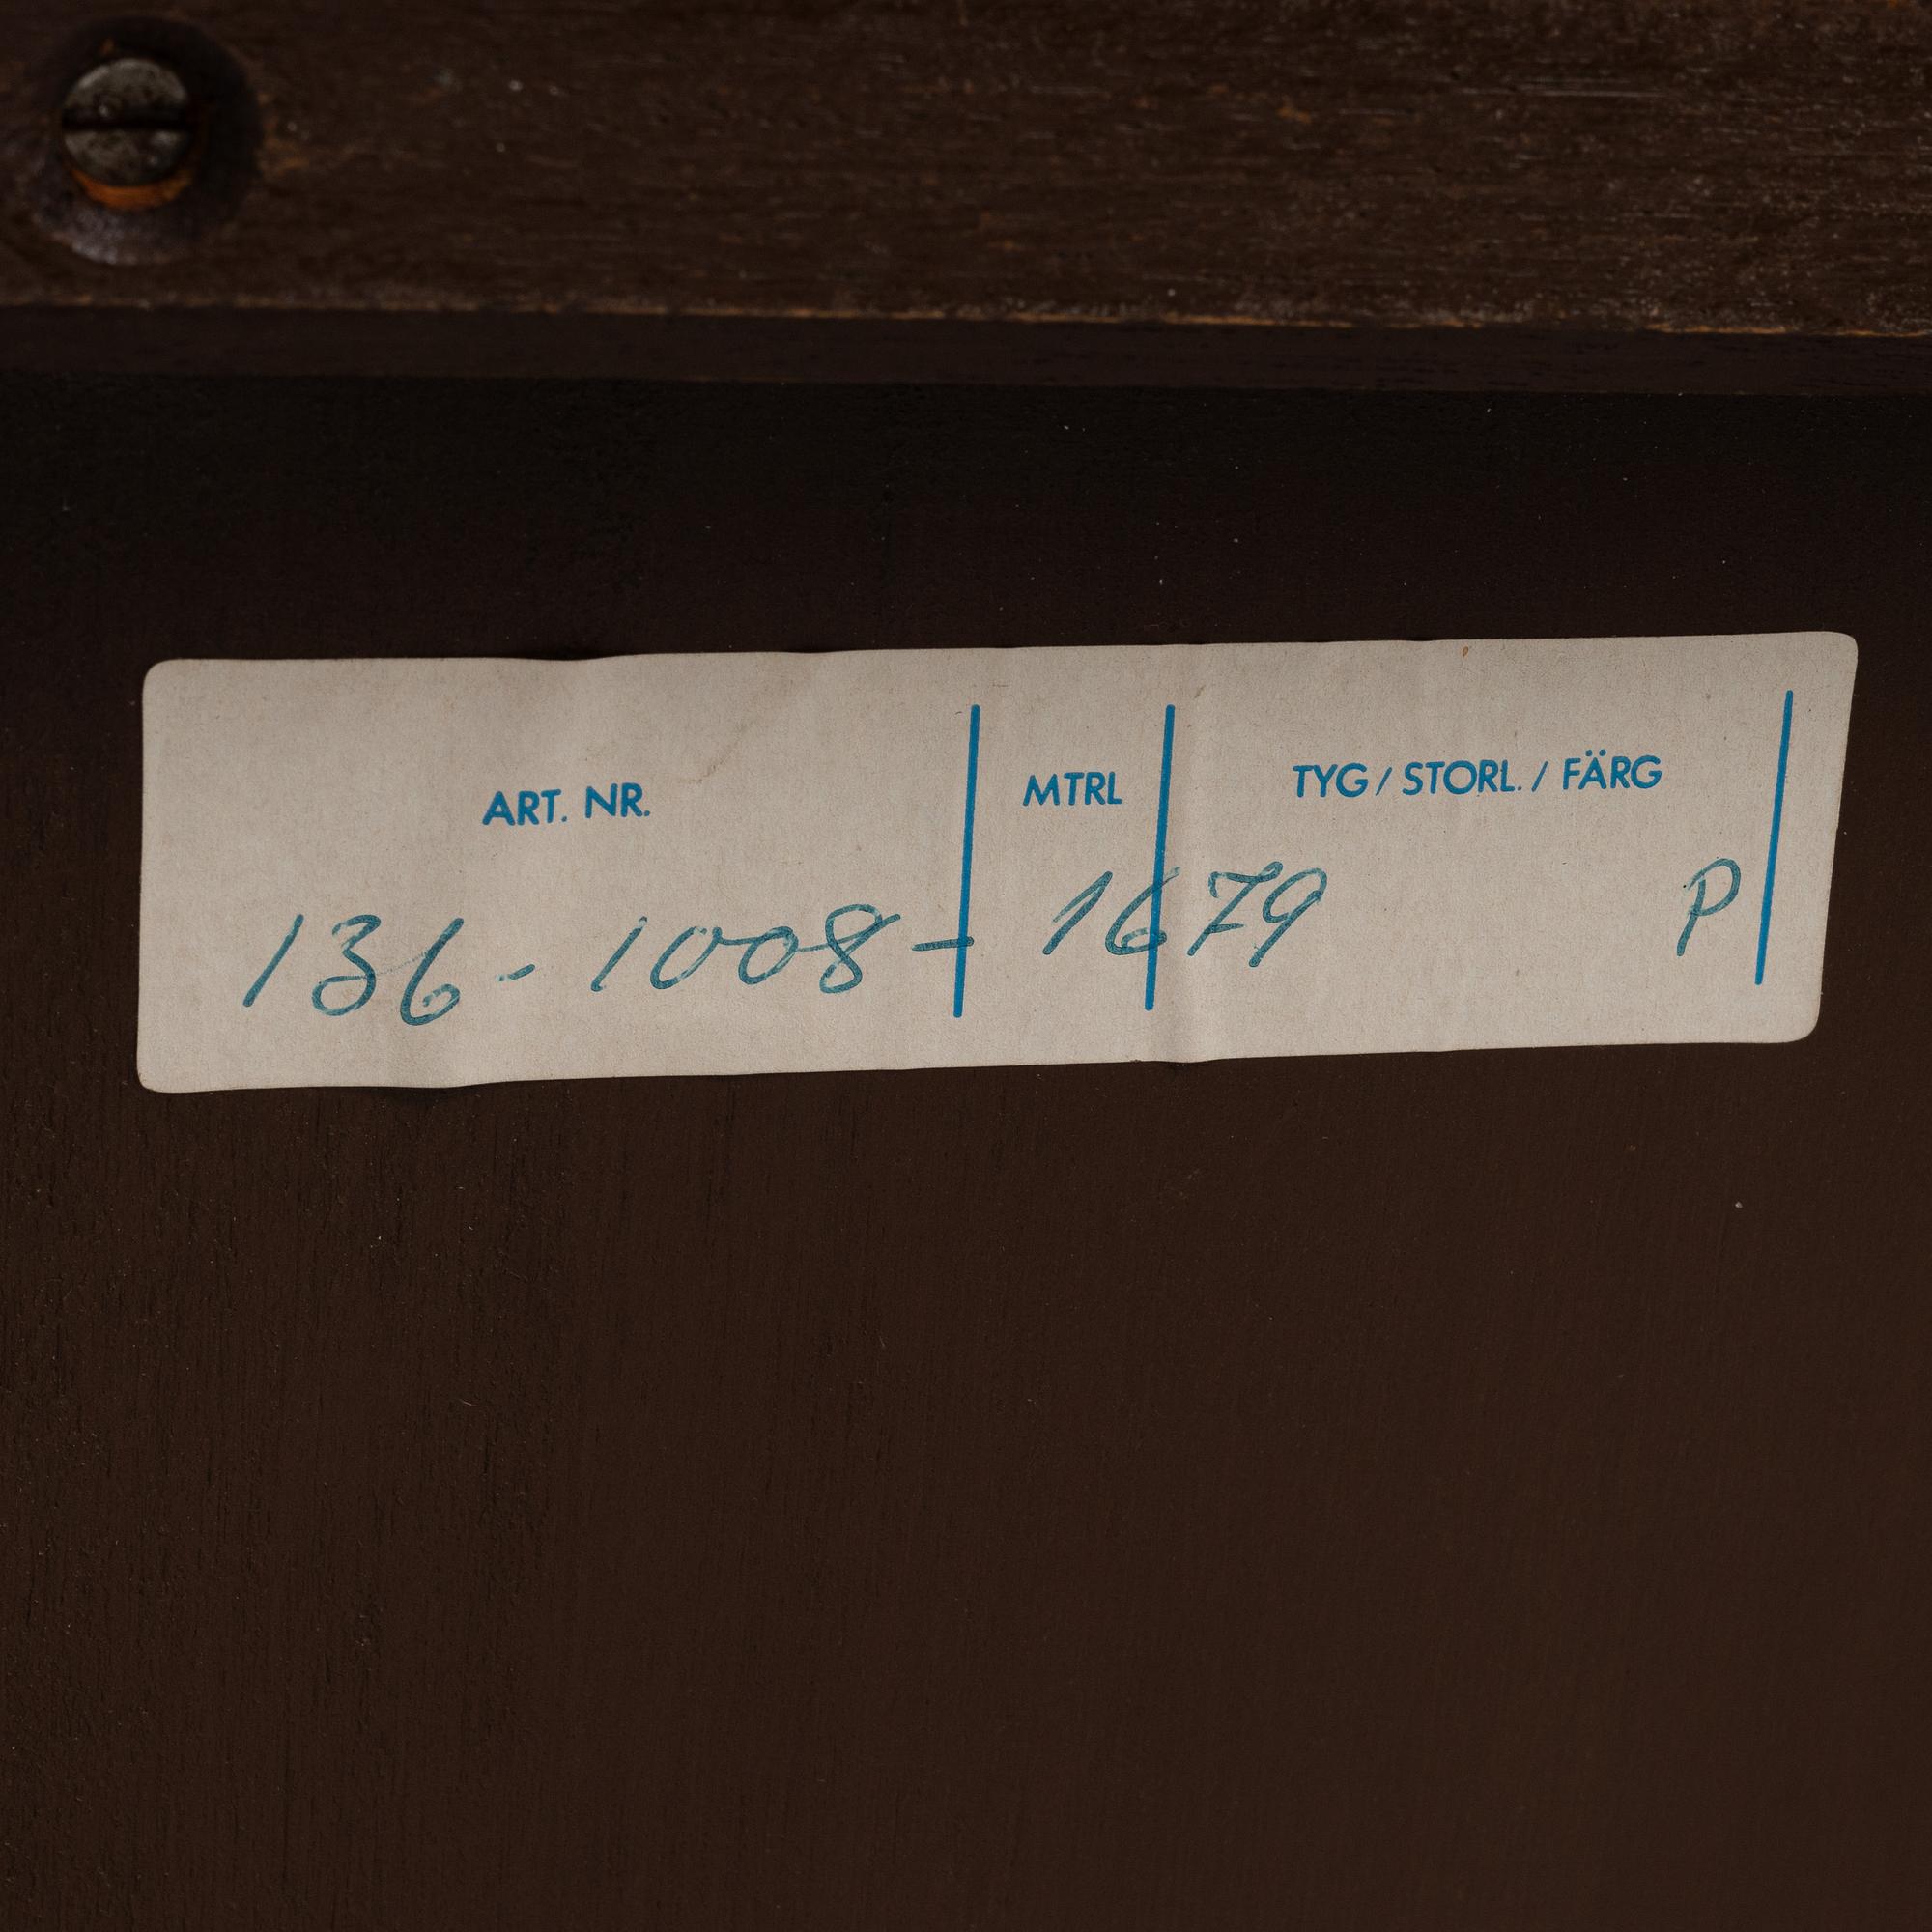 ART. NR. MTRL TYG / STORL. / FÄRG
136-1008- 1679 P